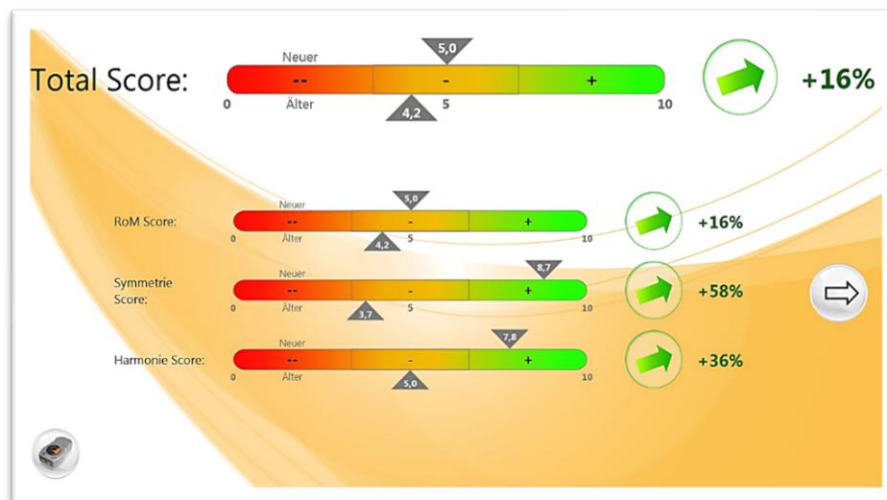 Neuer
5,0
Total Score:
--
-
+
+16%
0
Älter
4,2
5
10
Neuer
5,0
RoM Score:
--
-
+
+16%
0
Älter
4,2
5
10
Neuer
8,7
Symmetrie
Score:
--
-
+
+58%
0
Älter
3,7
5
10
Neuer
7,8
Harmonie Score:
--
-
+
+36%
0
Älter
5,0
10